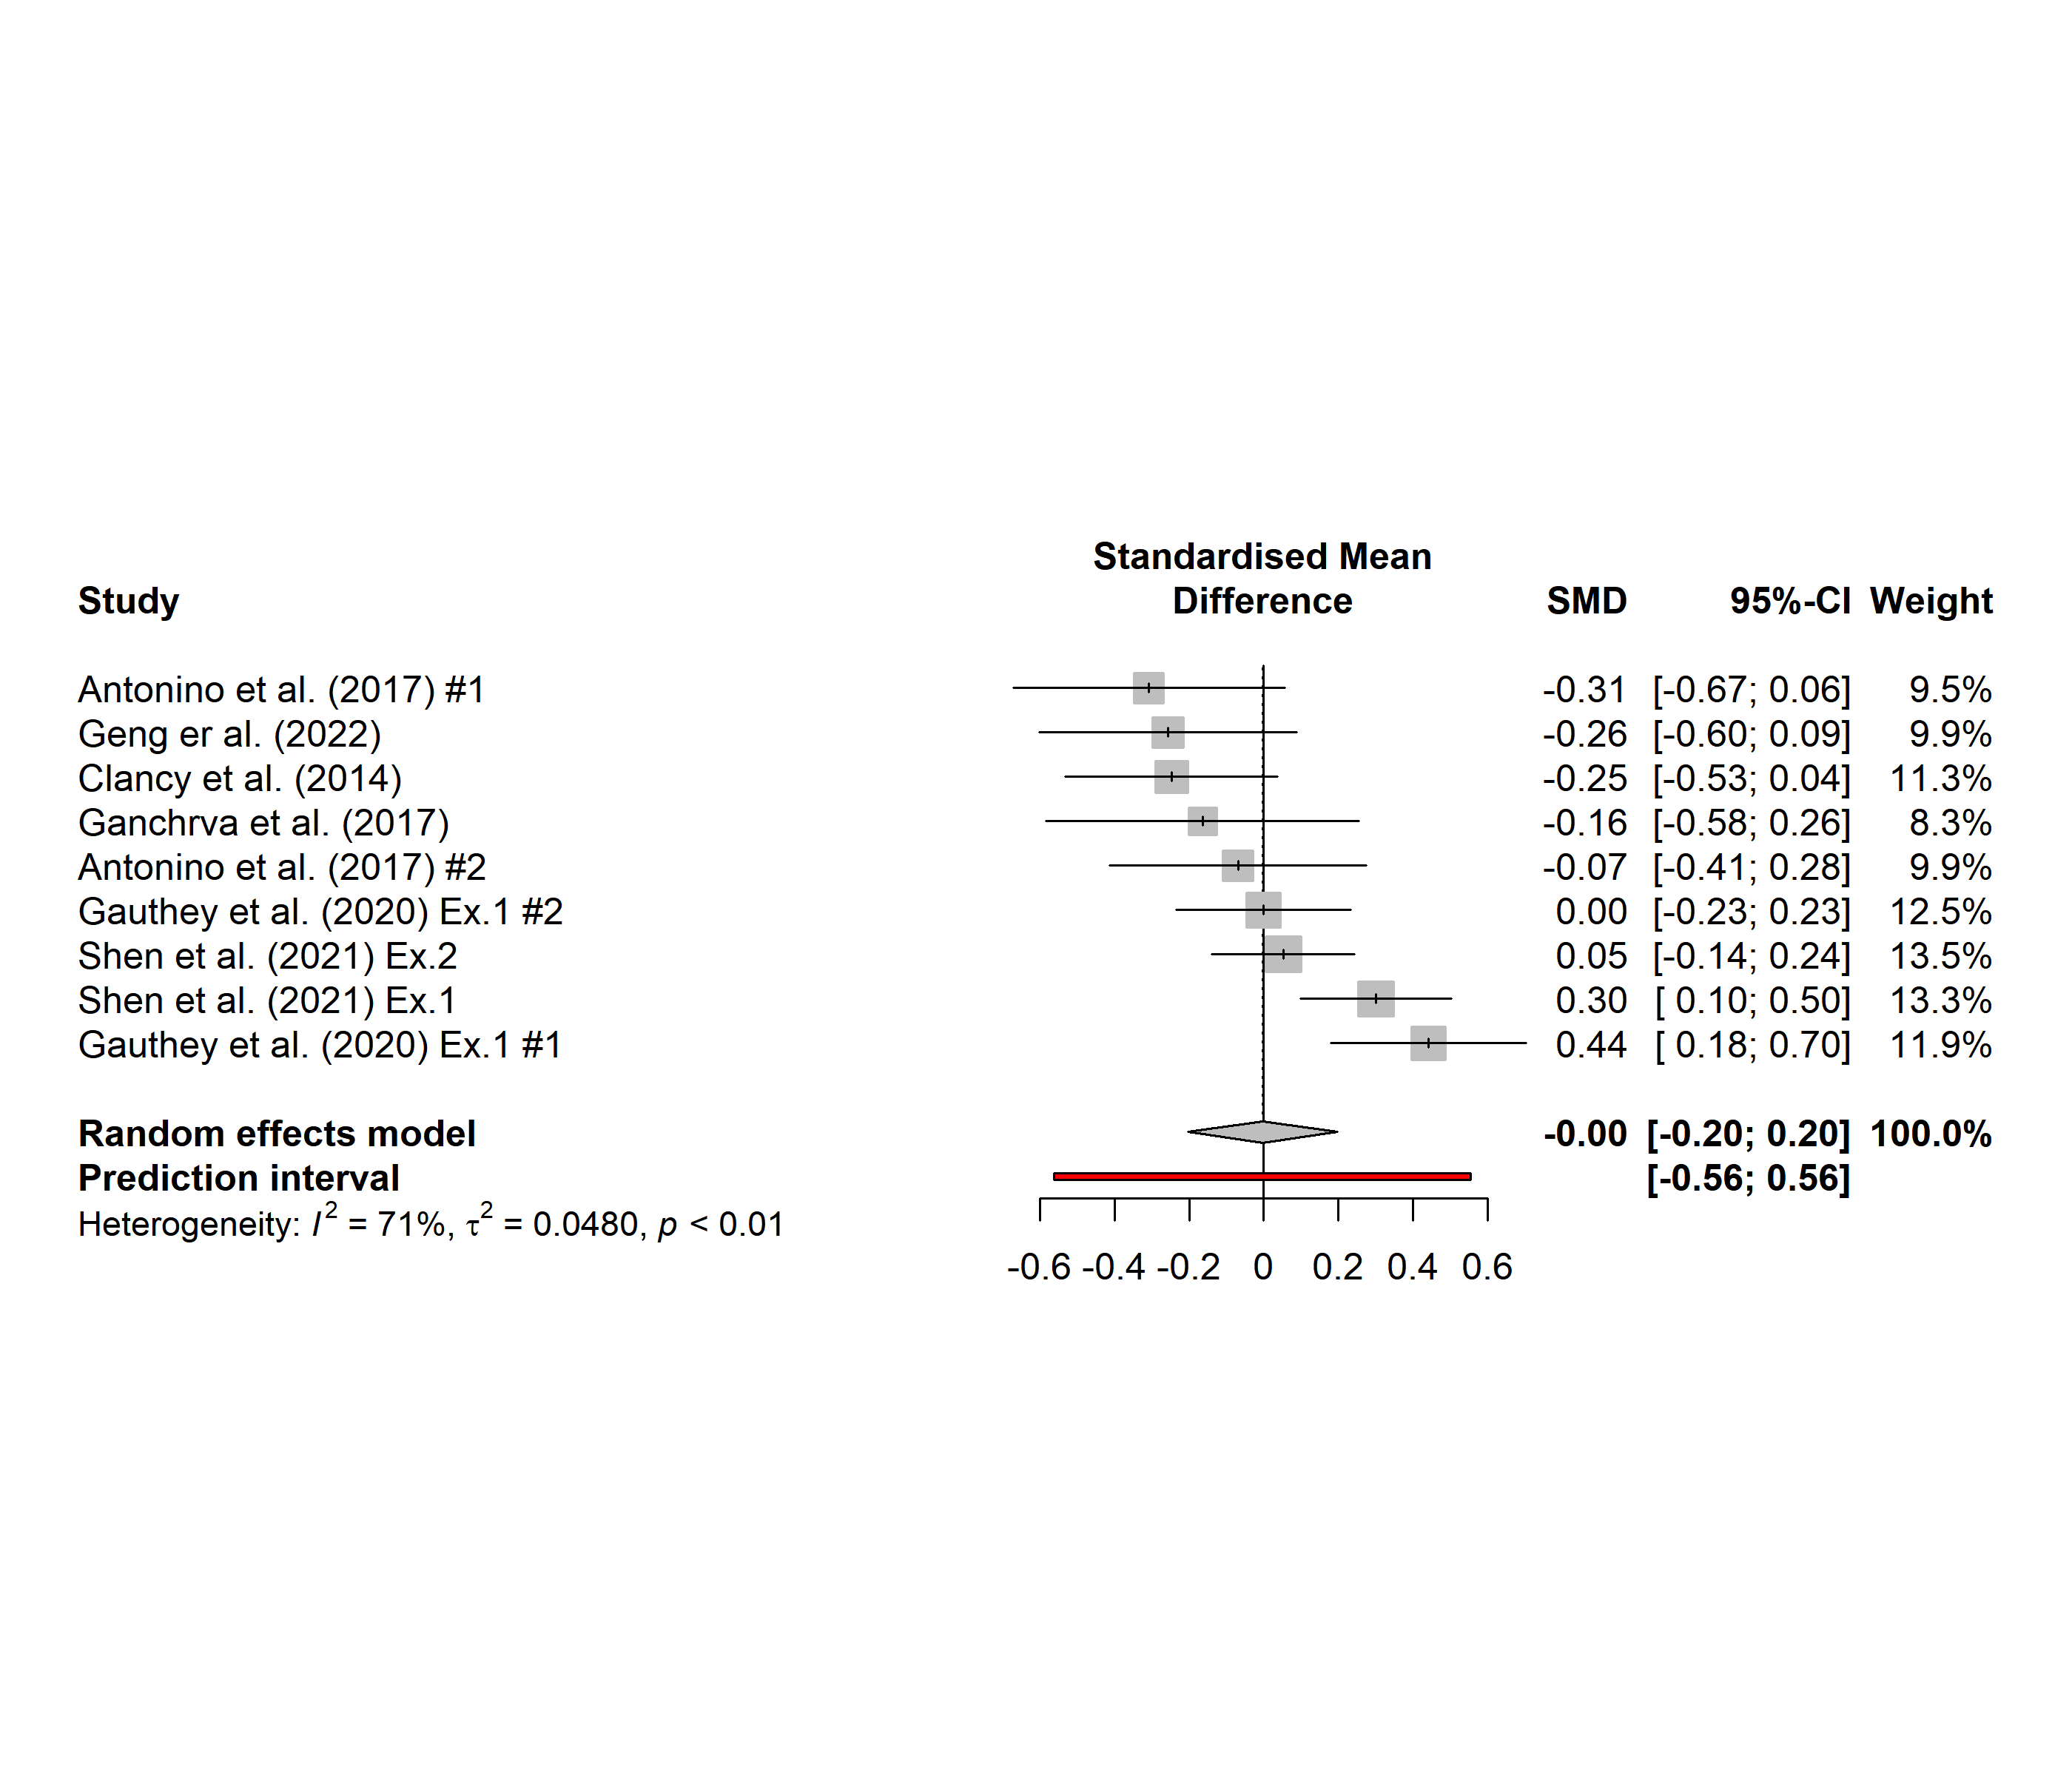 Standardised Mean
Study Difference SMD 95%-CI Weight
Antonino et al. (2017) #1 -0.31 [-0.67; 0.06] 9.5%
Geng er al. (2022) -0.26 [-0.60; 0.09] 9.9%
Clancy et al. (2014) -0.25 [-0.53; 0.04] 11.3%
Ganchrva et al. (2017) -0.16 [-0.58; 0.26] 8.3%
Antonino et al. (2017) #2 -0.07 [-0.41; 0.28] 9.9%
Gauthey et al. (2020) Ex.1 #2 0.00 [-0.23; 0.23] 12.5%
Shen et al. (2021) Ex.2 0.05 [-0.14; 0.24] 13.5%
Shen et al. (2021) Ex.1 0.30 [ 0.10; 0.50] 13.3%
Gauthey et al. (2020) Ex.1 #1 0.44 [ 0.18; 0.70] 11.9%
Random effects model -0.00 [-0.20; 0.20] 100.0%
Prediction interval [-0.56; 0.56]
Heterogeneity: I² = 71%, τ² = 0.0480, p < 0.01
-0.6 -0.4 -0.2 0 0.2 0.4 0.6